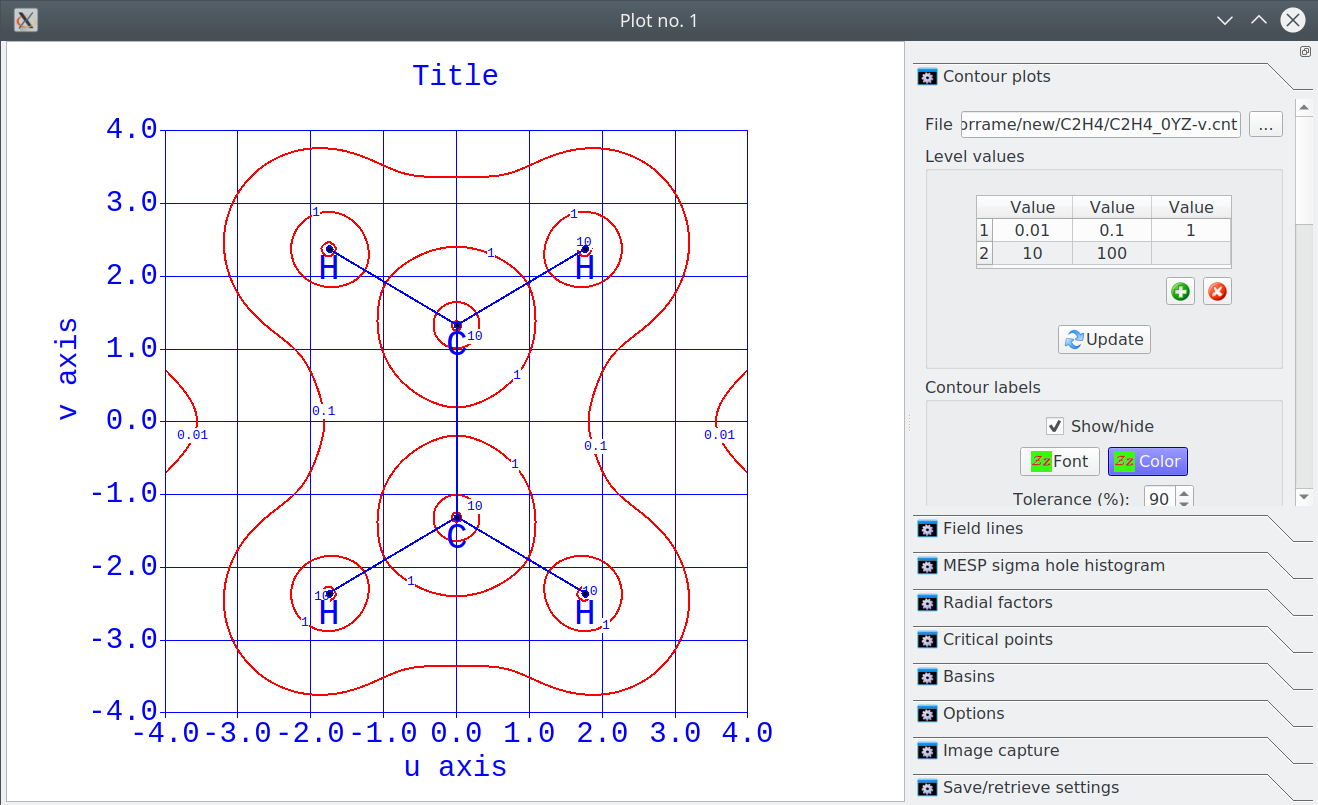 Plot no. 1
Title
4.0
3.0
2.0
1.0
0.0
-1.0
-2.0
-3.0
-4.0
v axis
-4.0 -3.0 -2.0 -1.0 0.0 1.0 2.0 3.0 4.0
u axis
1
1
10
1
H
H
10
C
1
0.1
0.01
0.01
0.1
1
10
C
1
10
10
H
H
1
1
Contour plots
File orrame/new/C2H4/C2H4_0YZ-v.cnt ...
Level values
Value Value Value
1 0.01 0.1 1
2 10 100
Update
Contour labels
Show/hide
Zz Font Zz Color
Tolerance (%): 90
Field lines
MESP sigma hole histogram
Radial factors
Critical points
Basins
Options
Image capture
Save/retrieve settings